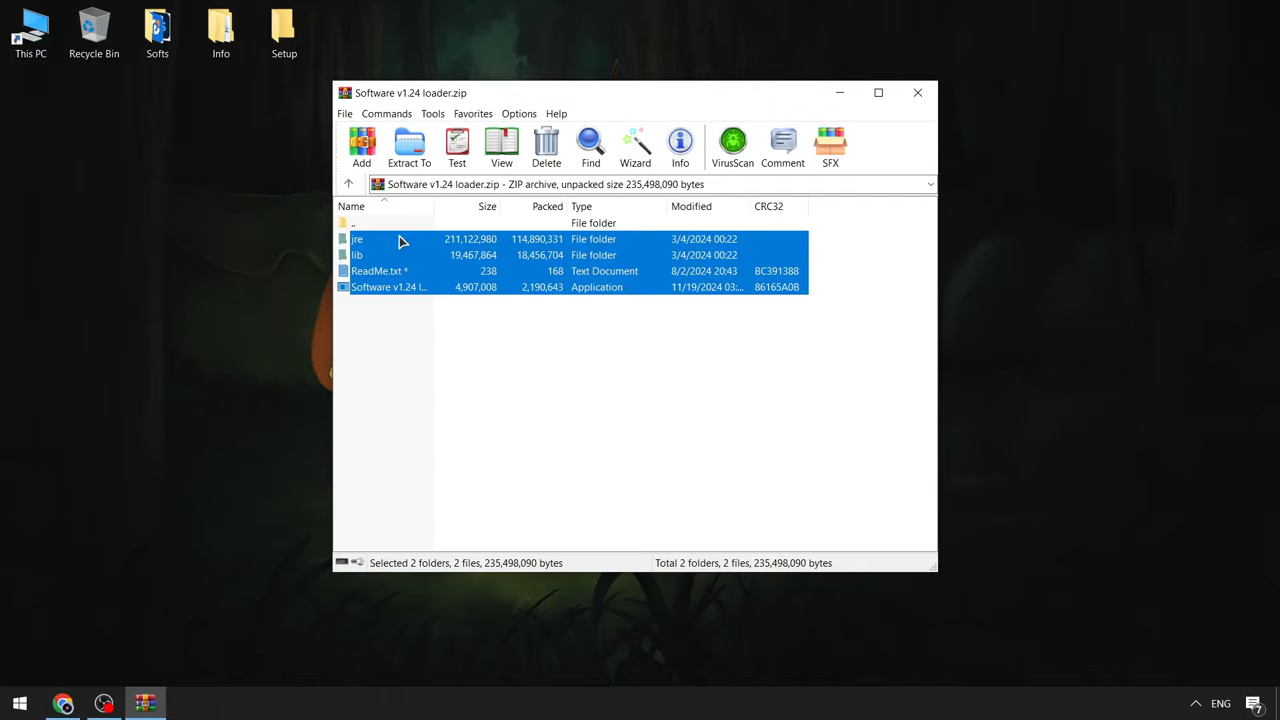 This PC
Recycle Bin
Softs
Info
Setup
Software v1.24 loader.zip
File Commands Tools Favorites Options Help
Add Extract To Test View Delete Find Wizard Info VirusScan Comment SFX
Software v1.24 loader.zip - ZIP archive, unpacked size 235,498,090 bytes
Name Size Packed Type Modified CRC32
.. File folder
jre 211,122,980 114,890,331 File folder 3/4/2024 00:22
lib 19,467,864 18,456,704 File folder 3/4/2024 00:22
ReadMe.txt * 238 168 Text Document 8/2/2024 20:43 BC391388
Software v1.24 l... 4,907,008 2,190,643 Application 11/19/2024 03:... 86165A0B
Selected 2 folders, 2 files, 235,498,090 bytes
Total 2 folders, 2 files, 235,498,090 bytes
ENG
7